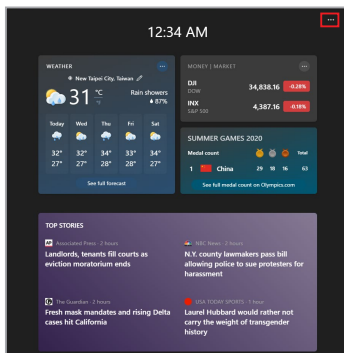 12:34 AM
WEATHER
New Taipei City, Taiwan
31 °C
°F
Rain showers
87%
Today Wed Thu Fri Sat
32° 32° 34° 33° 34°
27° 27° 28° 28° 27°
See full forecast
MONEY | MARKET
DJI
DOW
34,838.16 -0.28%
INX
S&P 500
4,387.16 -0.18%
SUMMER GAMES 2020
Medal count Total
1 China 29 18 16 63
See full medal count on Olympics.com
TOP STORIES
AP Associated Press · 2 hours
Landlords, tenants fill courts as
eviction moratorium ends
NBC News · 2 hours
N.Y. county lawmakers pass bill
allowing police to sue protesters for
harassment
The Guardian · 2 hours
Fresh mask mandates and rising Delta
cases hit California
USA TODAY SPORTS · 1 hour
Laurel Hubbard would rather not
carry the weight of transgender
history